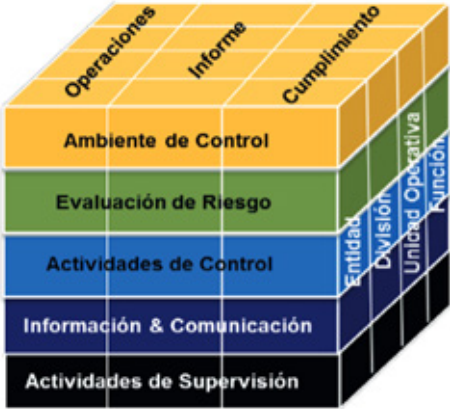 Operaciones
Informe
Cumplimiento
Ambiente de Control
Evaluación de Riesgo
Actividades de Control
Información & Comunicación
Actividades de Supervisión
Entidad
División
Unidad Operativa
Función